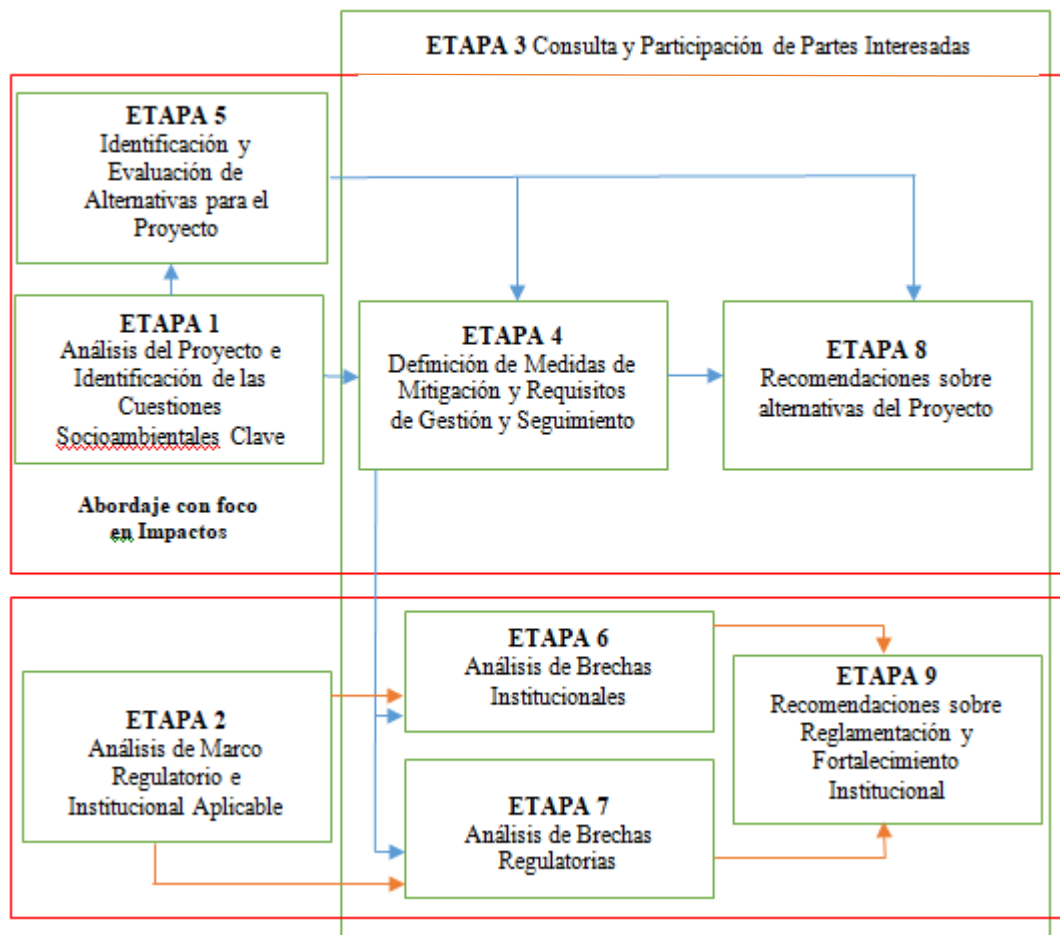 ETAPA 3 Consulta y Participación de Partes Interesadas
ETAPA 5
Identificación y
Evaluación de
Alternativas para el
Proyecto
ETAPA 1
Análisis del Proyecto e
Identificación de las
Cuestiones
Socioambientales Clave
ETAPA 4
Definición de Medidas de
Mitigación y Requisitos
de Gestión y Seguimiento
ETAPA 8
Recomendaciones sobre
alternativas del Proyecto
Abordaje con foco
en Impactos
ETAPA 2
Análisis de Marco
Regulatorio e
Institucional Aplicable
ETAPA 6
Análisis de Brechas
Institucionales
ETAPA 7
Análisis de Brechas
Regulatorias
ETAPA 9
Recomendaciones sobre
Reglamentación y
Fortalecimiento
Institucional